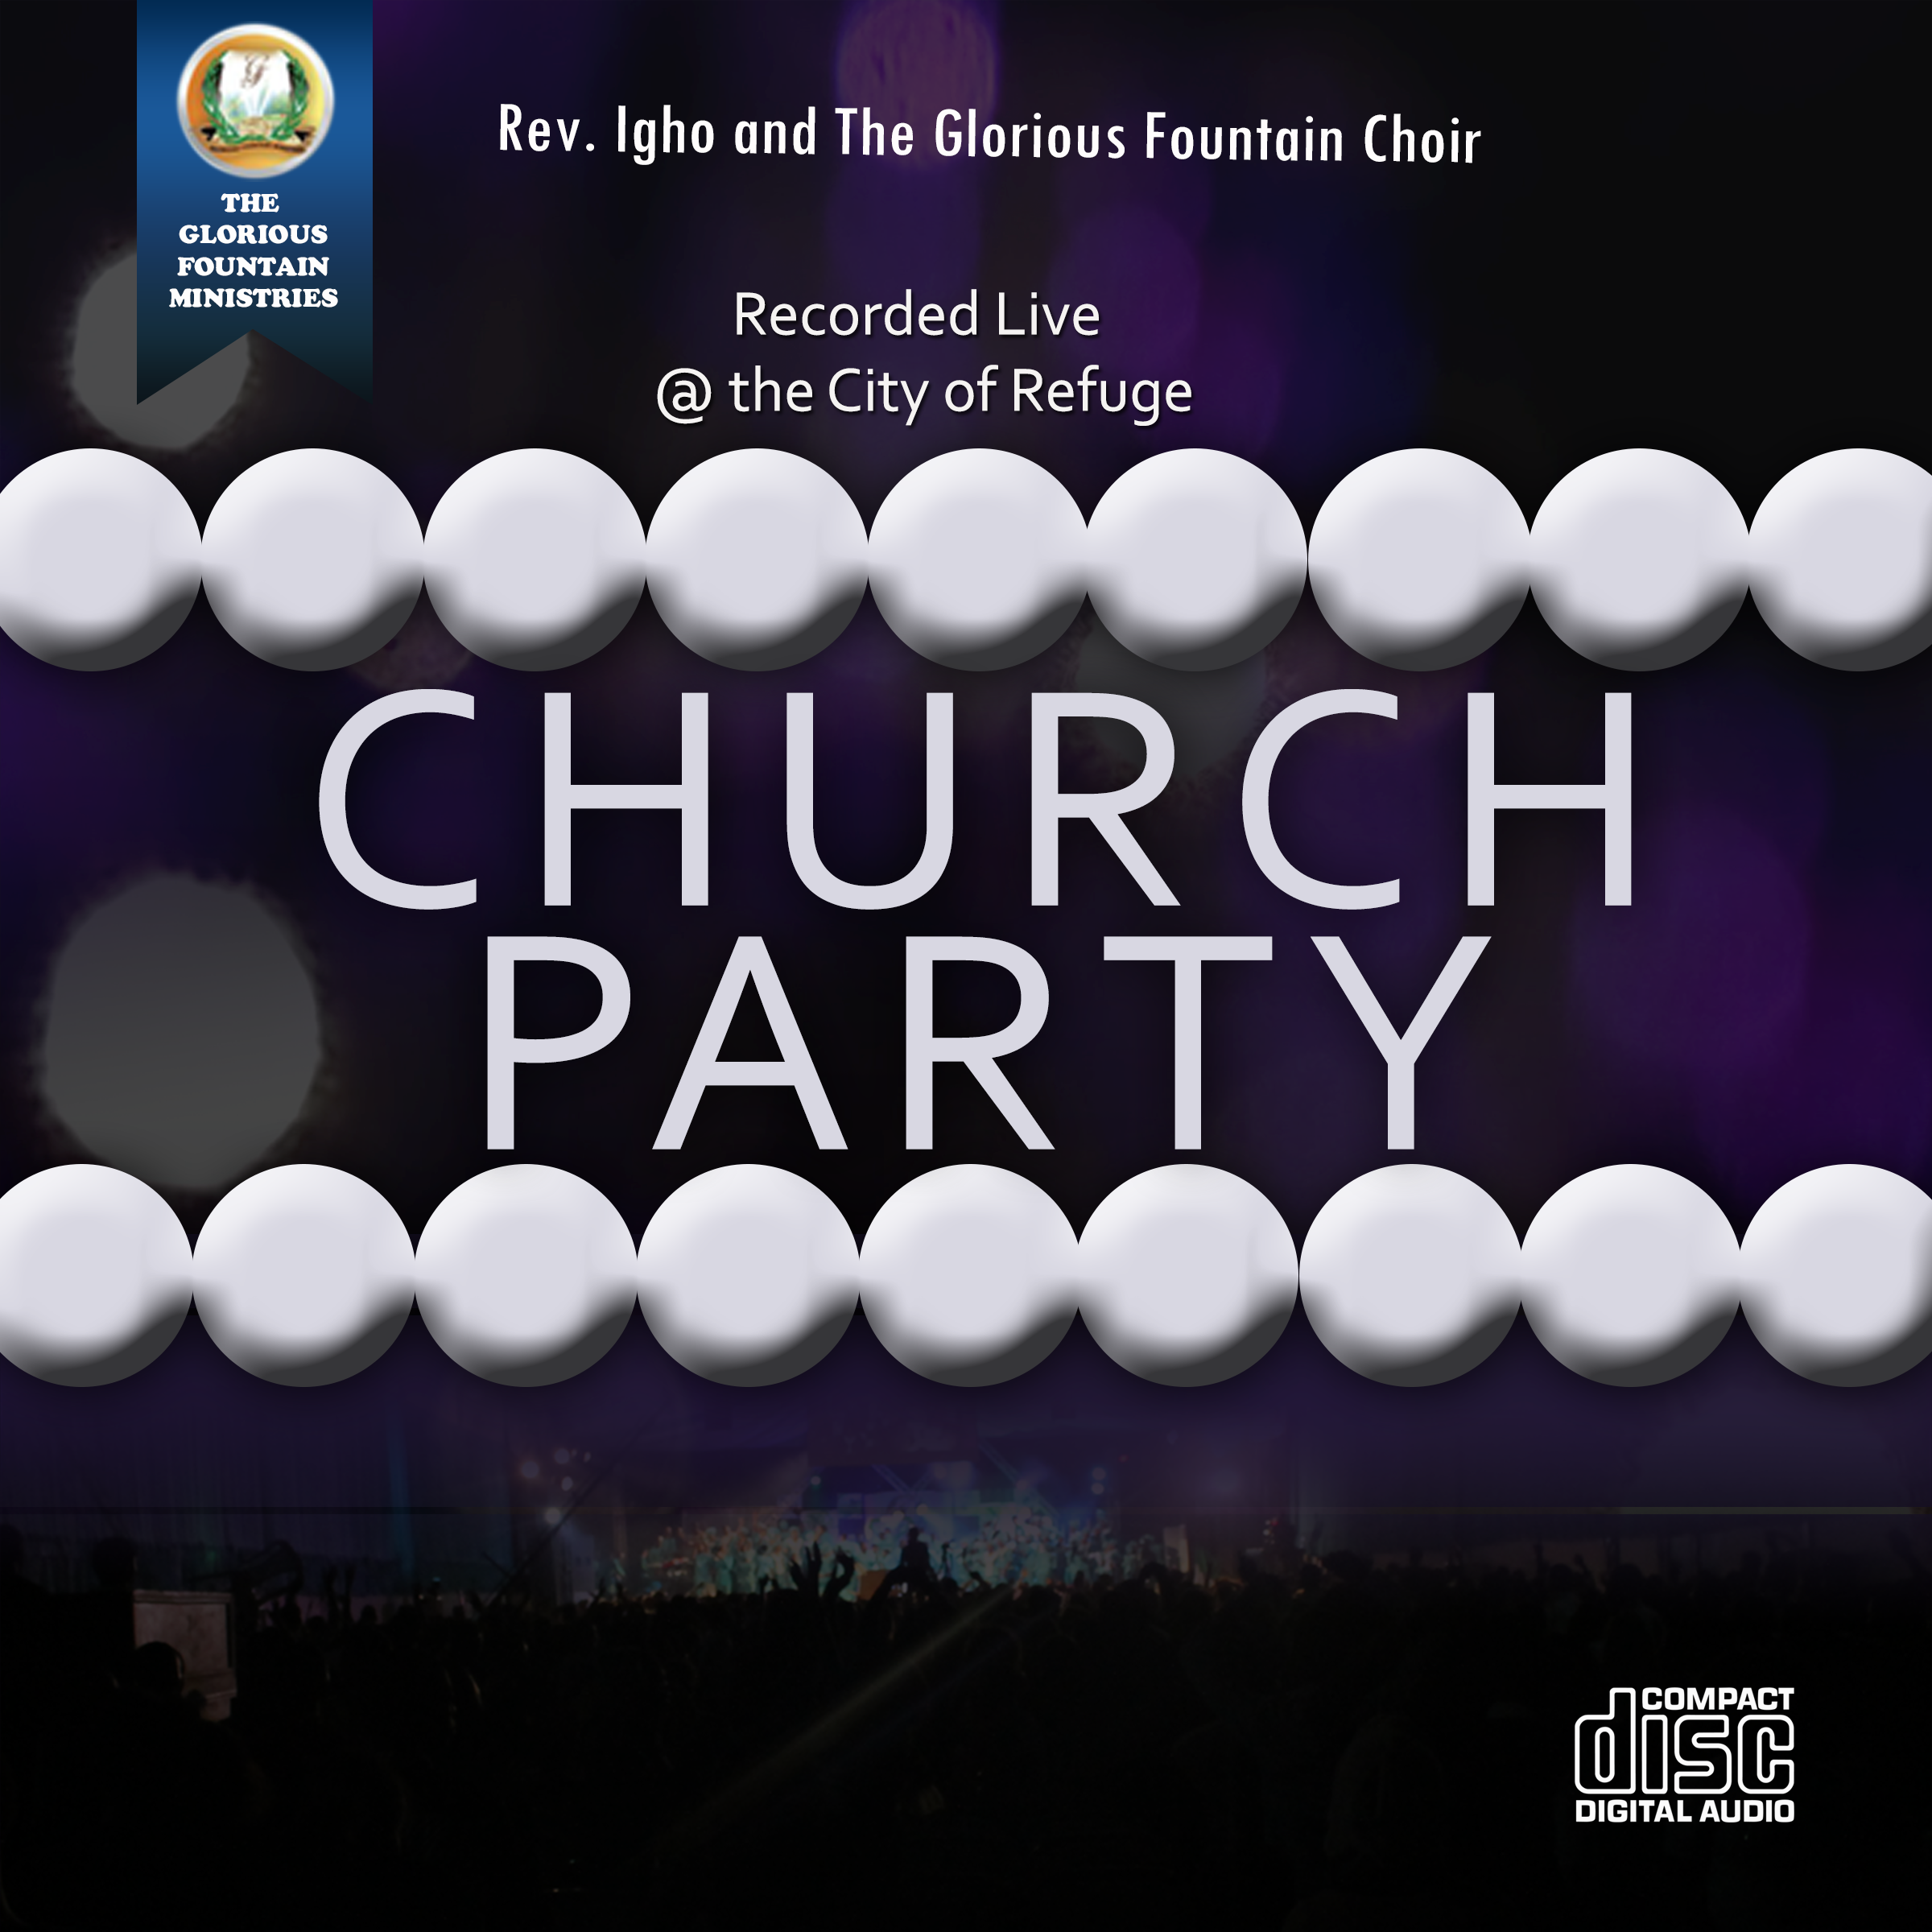 THE
GLORIOUS
FOUNTAIN
MINISTRIES
Rev. Igho and The Glorious Fountain Choir
Recorded Live
@ the City of Refuge
CHURCH
PARTY
COMPACT
disc
DIGITAL AUDIO